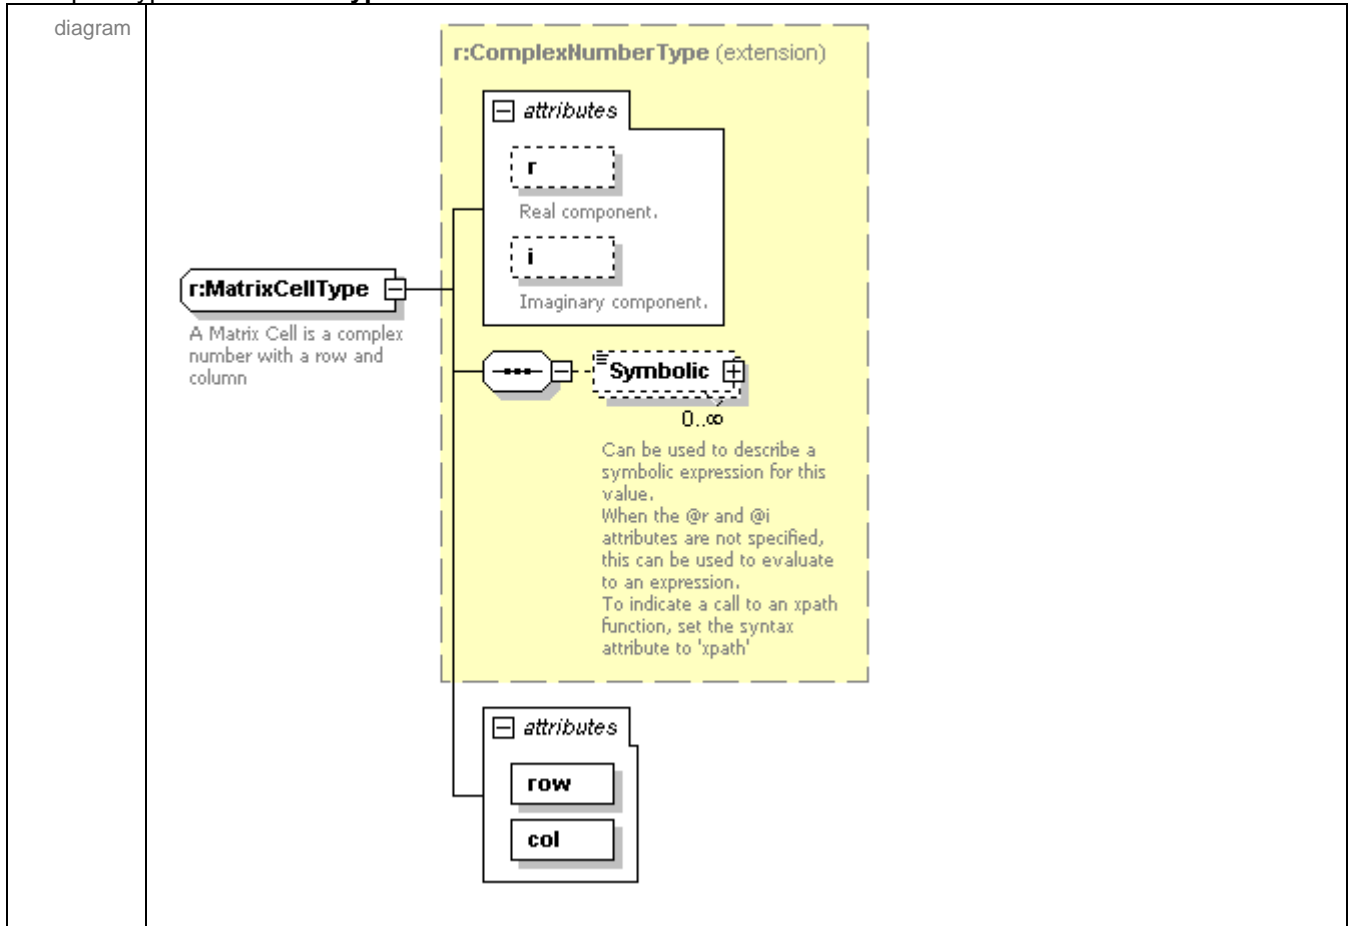 diagram
r:ComplexNumberType (extension)
attributes
r
Real component.
i
Imaginary component.
r:MatrixCellType
A Matrix Cell is a complex
number with a row and
column
Symbolic
0..∞
Can be used to describe a
symbolic expression for this
value.
When the @r and @i
attributes are not specified,
this can be used to evaluate
to an expression.
To indicate a call to an xpath
function, set the syntax
attribute to 'xpath'
attributes
row
col